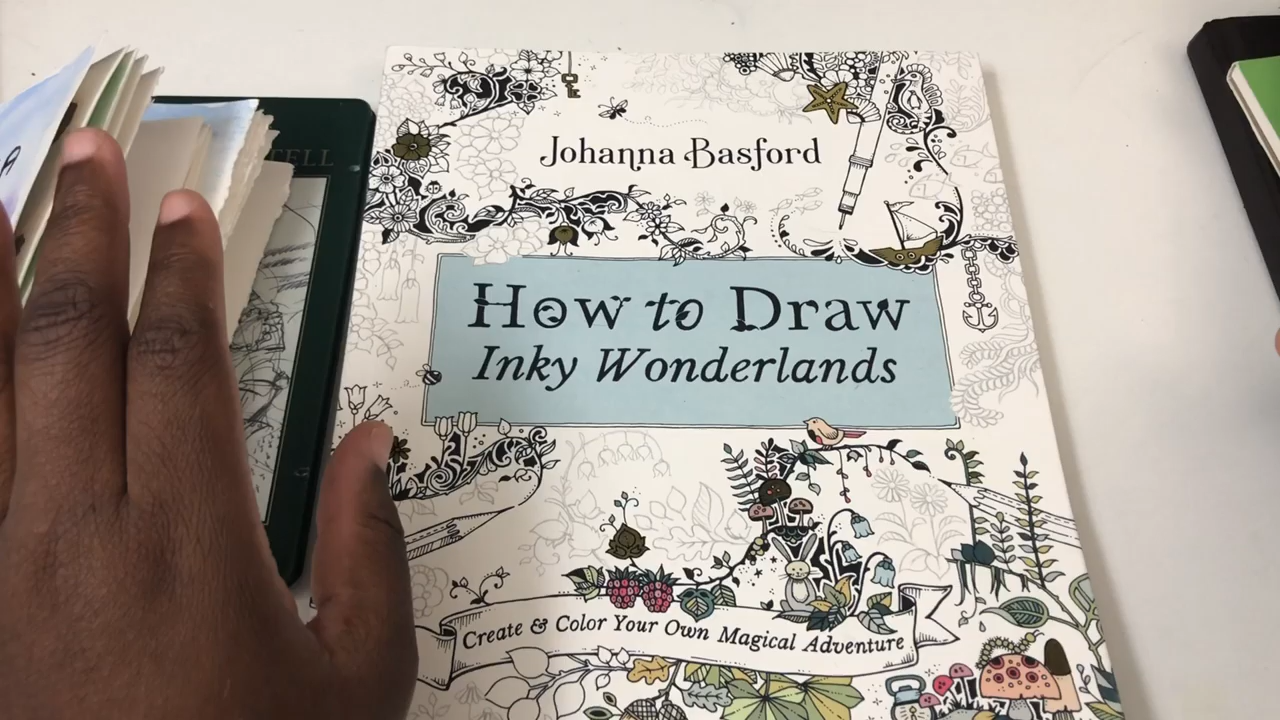 Johanna Basford
How to Draw
Inky Wonderlands
Create & Color Your Own Magical Adventure